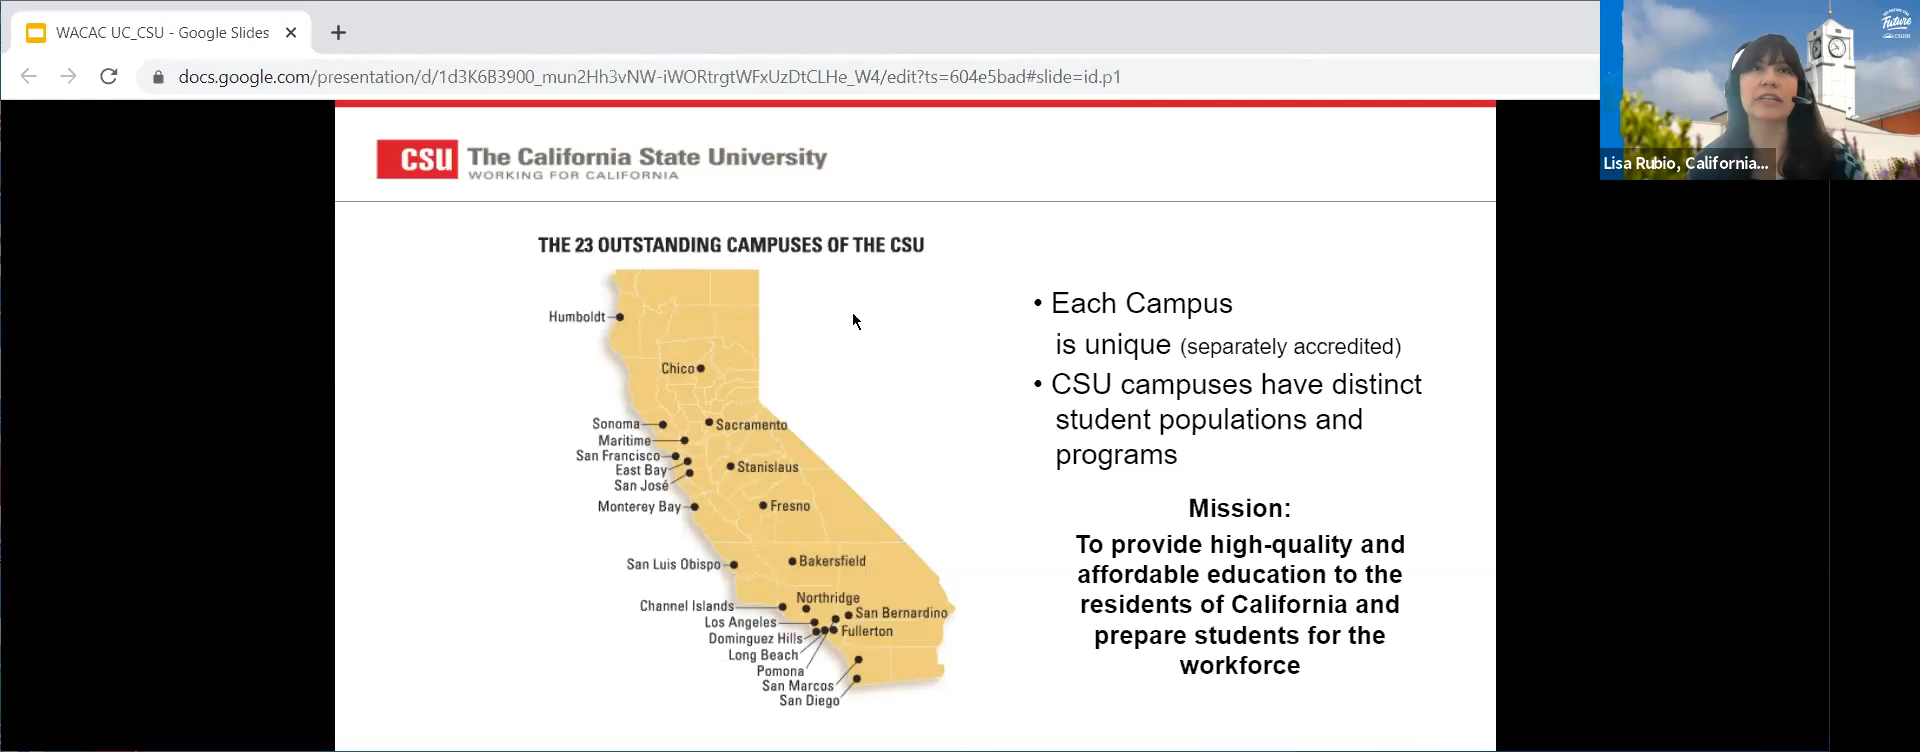 WACAC UC_CSU - Google Slides
docs.google.com/presentation/d/1d3K6B3900_mun2Hh3vNW-iWORtrgtWFxUzDtCLHe_W4/edit?ts=604e5bad#slide=id.p1
Future
CSUSB
Lisa Rubio, California...
CSU The California State University
WORKING FOR CALIFORNIA
THE 23 OUTSTANDING CAMPUSES OF THE CSU
Humboldt
Chico
Sonoma
Sacramento
Maritime
San Francisco
East Bay
Stanislaus
San José
Monterey Bay
Fresno
San Luis Obispo
Bakersfield
Northridge
Channel Islands
San Bernardino
Los Angeles
Fullerton
Dominguez Hills
Long Beach
Pomona
San Marcos
San Diego
• Each Campus
is unique (separately accredited)
• CSU campuses have distinct
student populations and
programs
Mission:
To provide high-quality and
affordable education to the
residents of California and
prepare students for the
workforce